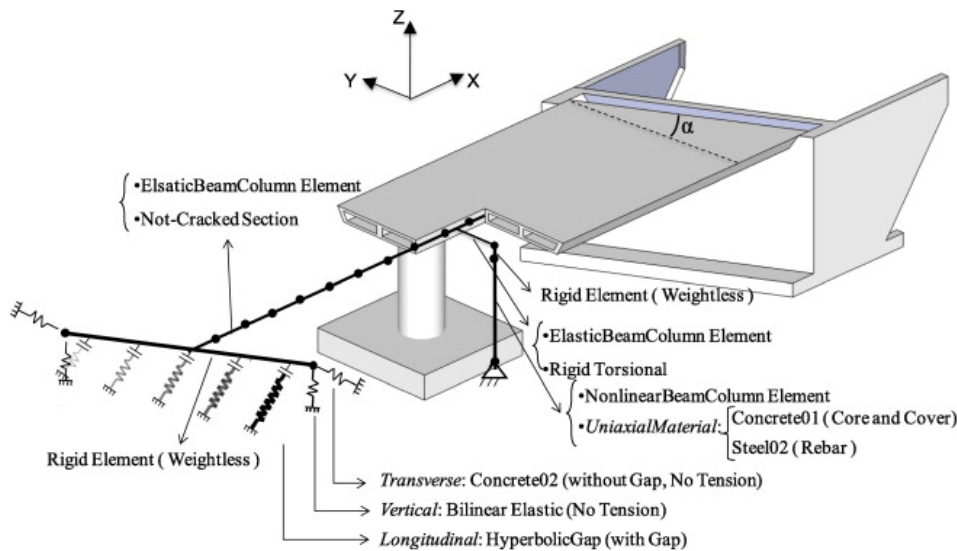 Z
Y
X
α
•ElsaticBeamColumn Element
•Not-Cracked Section
Rigid Element ( Weightless )
•ElasticBeamColumn Element
•Rigid Torsional
•NonlinearBeamColumn Element
•UniaxialMaterial:
Concrete01 ( Core and Cover)
Steel02 ( Rebar )
Rigid Element ( Weightless )
Transverse: Concrete02 (without Gap, No Tension)
Vertical: Bilinear Elastic (No Tension)
Longitudinal: HyperbolicGap (with Gap)